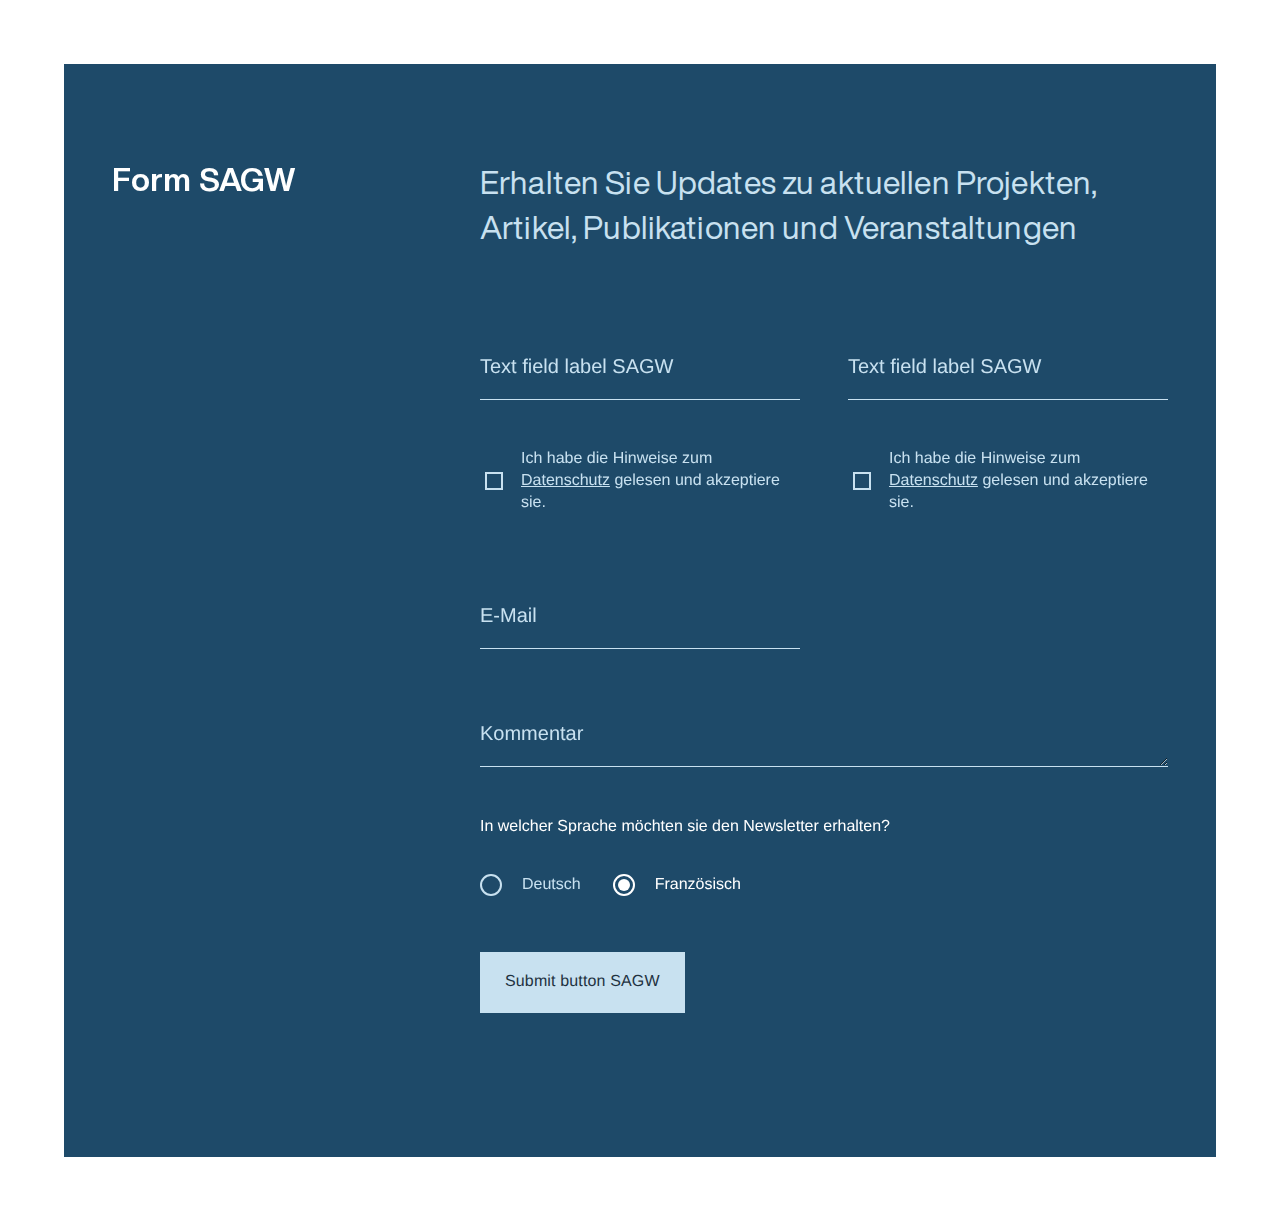 Form SAGW
Erhalten Sie Updates zu aktuellen Projekten,
Artikel, Publikationen und Veranstaltungen
Text field label SAGW
Text field label SAGW
Ich habe die Hinweise zum
Datenschutz gelesen und akzeptiere
sie.
Ich habe die Hinweise zum
Datenschutz gelesen und akzeptiere
sie.
E-Mail
Kommentar
In welcher Sprache möchten sie den Newsletter erhalten?
Deutsch
Französisch
Submit button SAGW